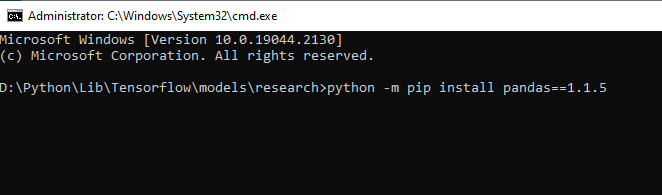 Administrator: C:\Windows\System32\cmd.exe
Microsoft Windows [Version 10.0.19044.2130]
(c) Microsoft Corporation. All rights reserved.
D:\Python\Lib\Tensorflow\models\research>python -m pip install pandas==1.1.5